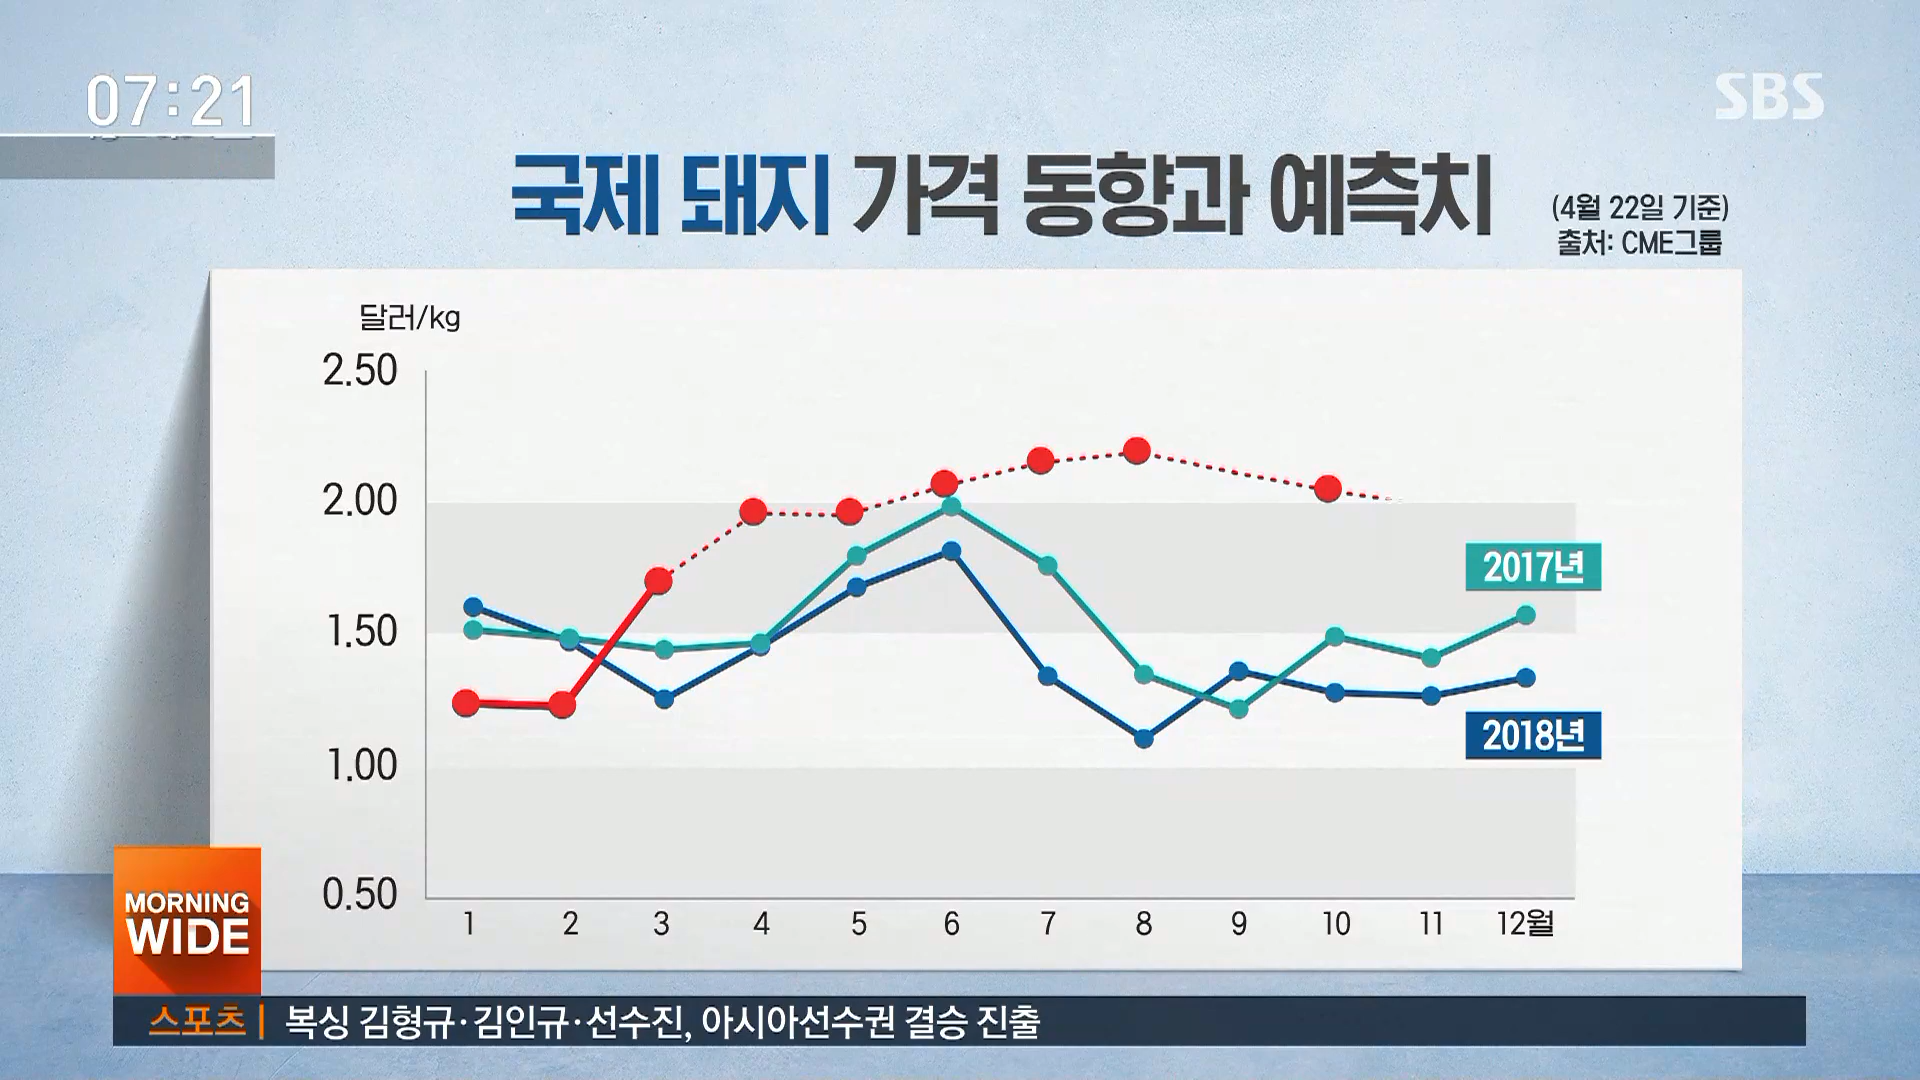 07:21
SBS
국제 돼지 가격 동향과 예측치
(4월 22일 기준)
출처: CME그룹
달러/kg
2.50
2.00
1.50
1.00
0.50
2017년
2018년
1 2 3 4 5 6 7 8 9 10 11 12월
MORNING
WIDE
스포츠 | 복싱 김형규·김인규·선수진, 아시아선수권 결승 진출